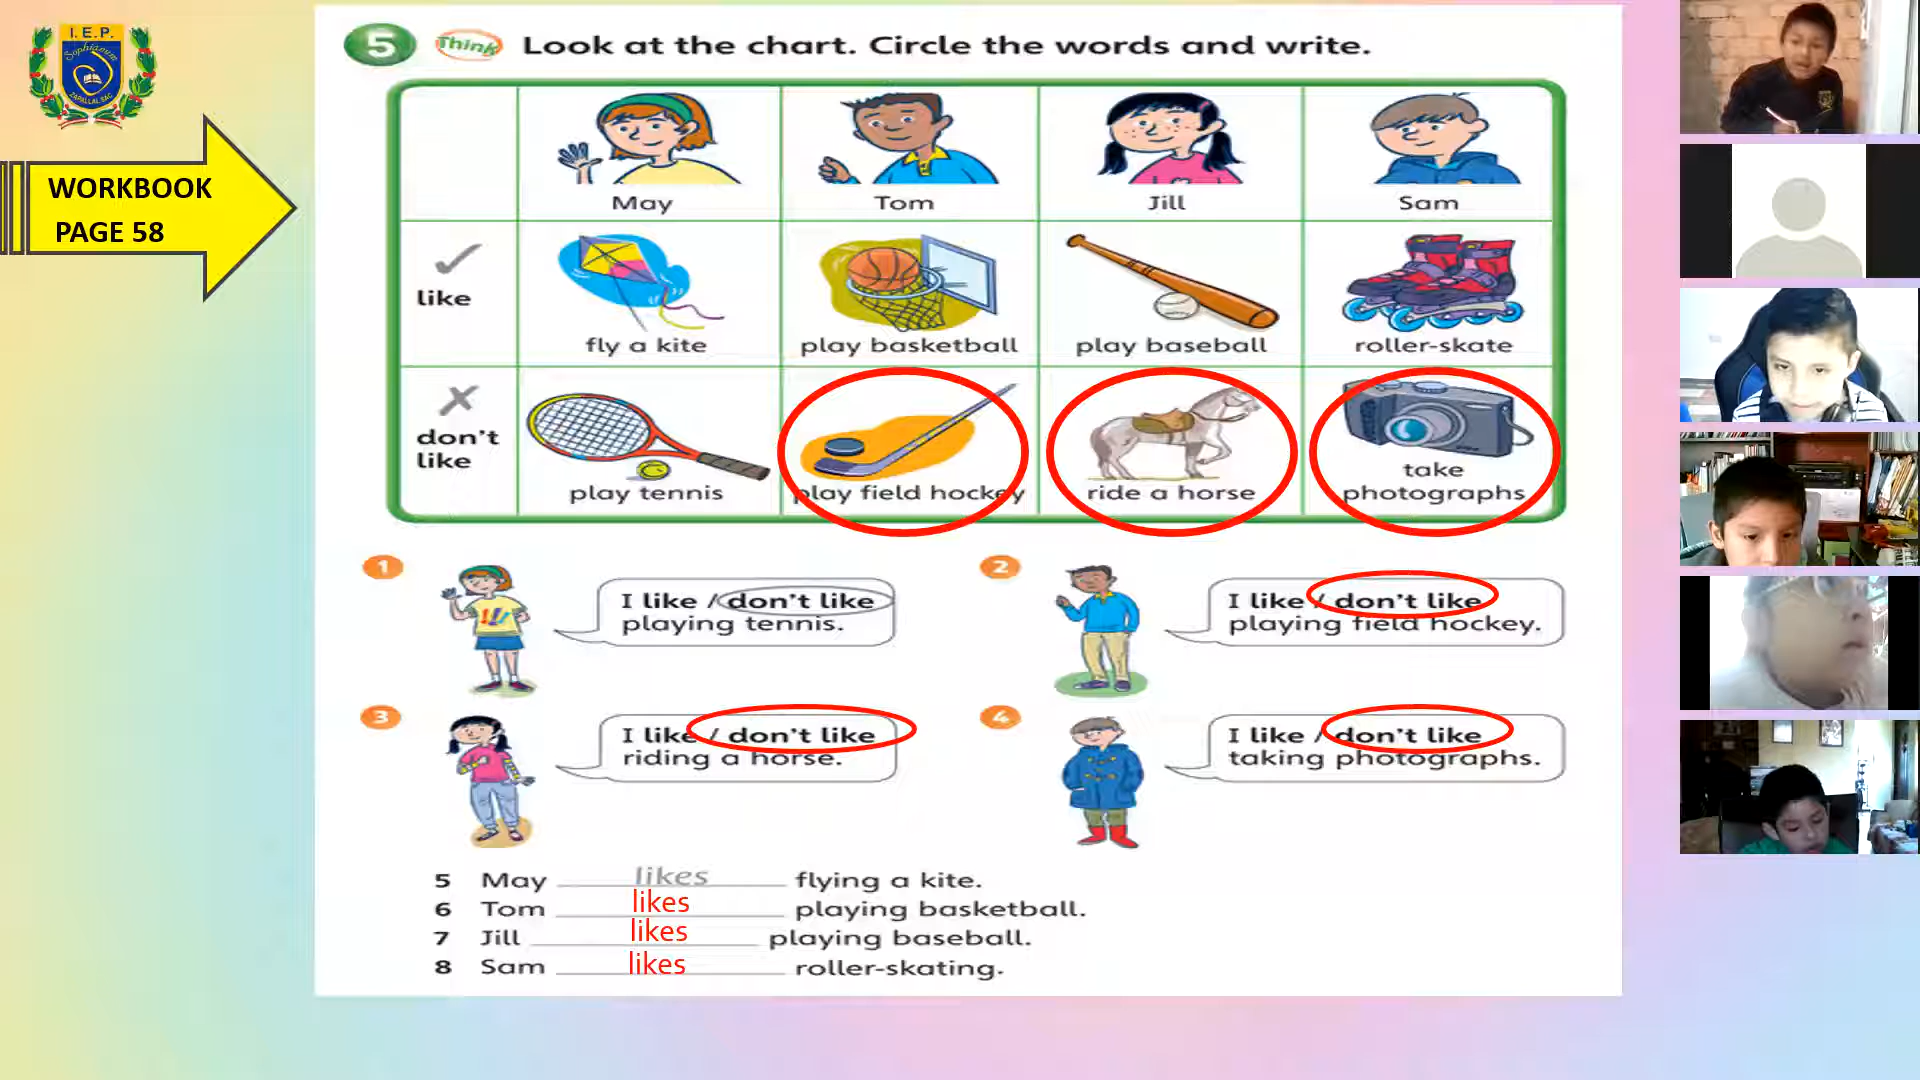 I.E.P.
Sophianum
ZAPALLAL SAC
WORKBOOK
PAGE 58
5 Think Look at the chart. Circle the words and write.
May Tom Jill Sam
like
fly a kite play basketball play baseball roller-skate
don't
like
play tennis play field hockey ride a horse take
photographs
1
I like / don't like
playing tennis.
2
I like / don't like
playing field hockey.
3
I like / don't like
riding a horse.
4
I like / don't like
taking photographs.
5 May likes flying a kite.
6 Tom likes playing basketball.
7 Jill likes playing baseball.
8 Sam likes roller-skating.